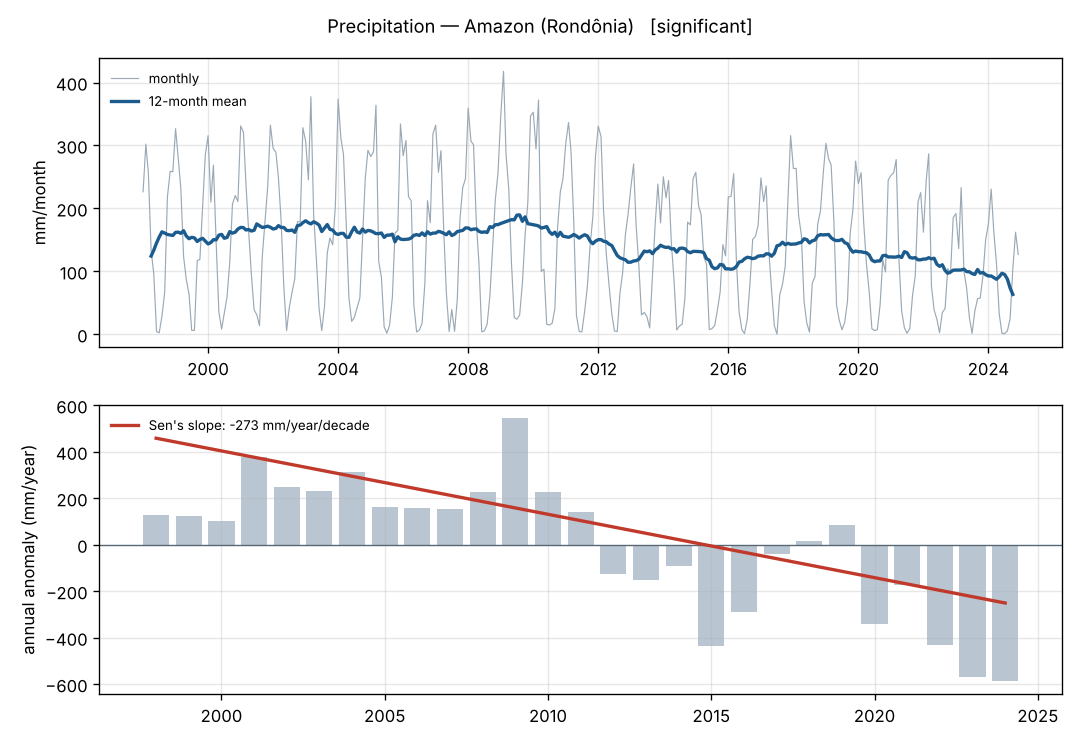 Precipitation — Amazon (Rondônia) [significant]
monthly
12-month mean
mm/month
400
300
200
100
0
2000 2004 2008 2012 2016 2020 2024
Sen's slope: -273 mm/year/decade
annual anomaly (mm/year)
600
400
200
0
−200
−400
−600
2000 2005 2010 2015 2020 2025